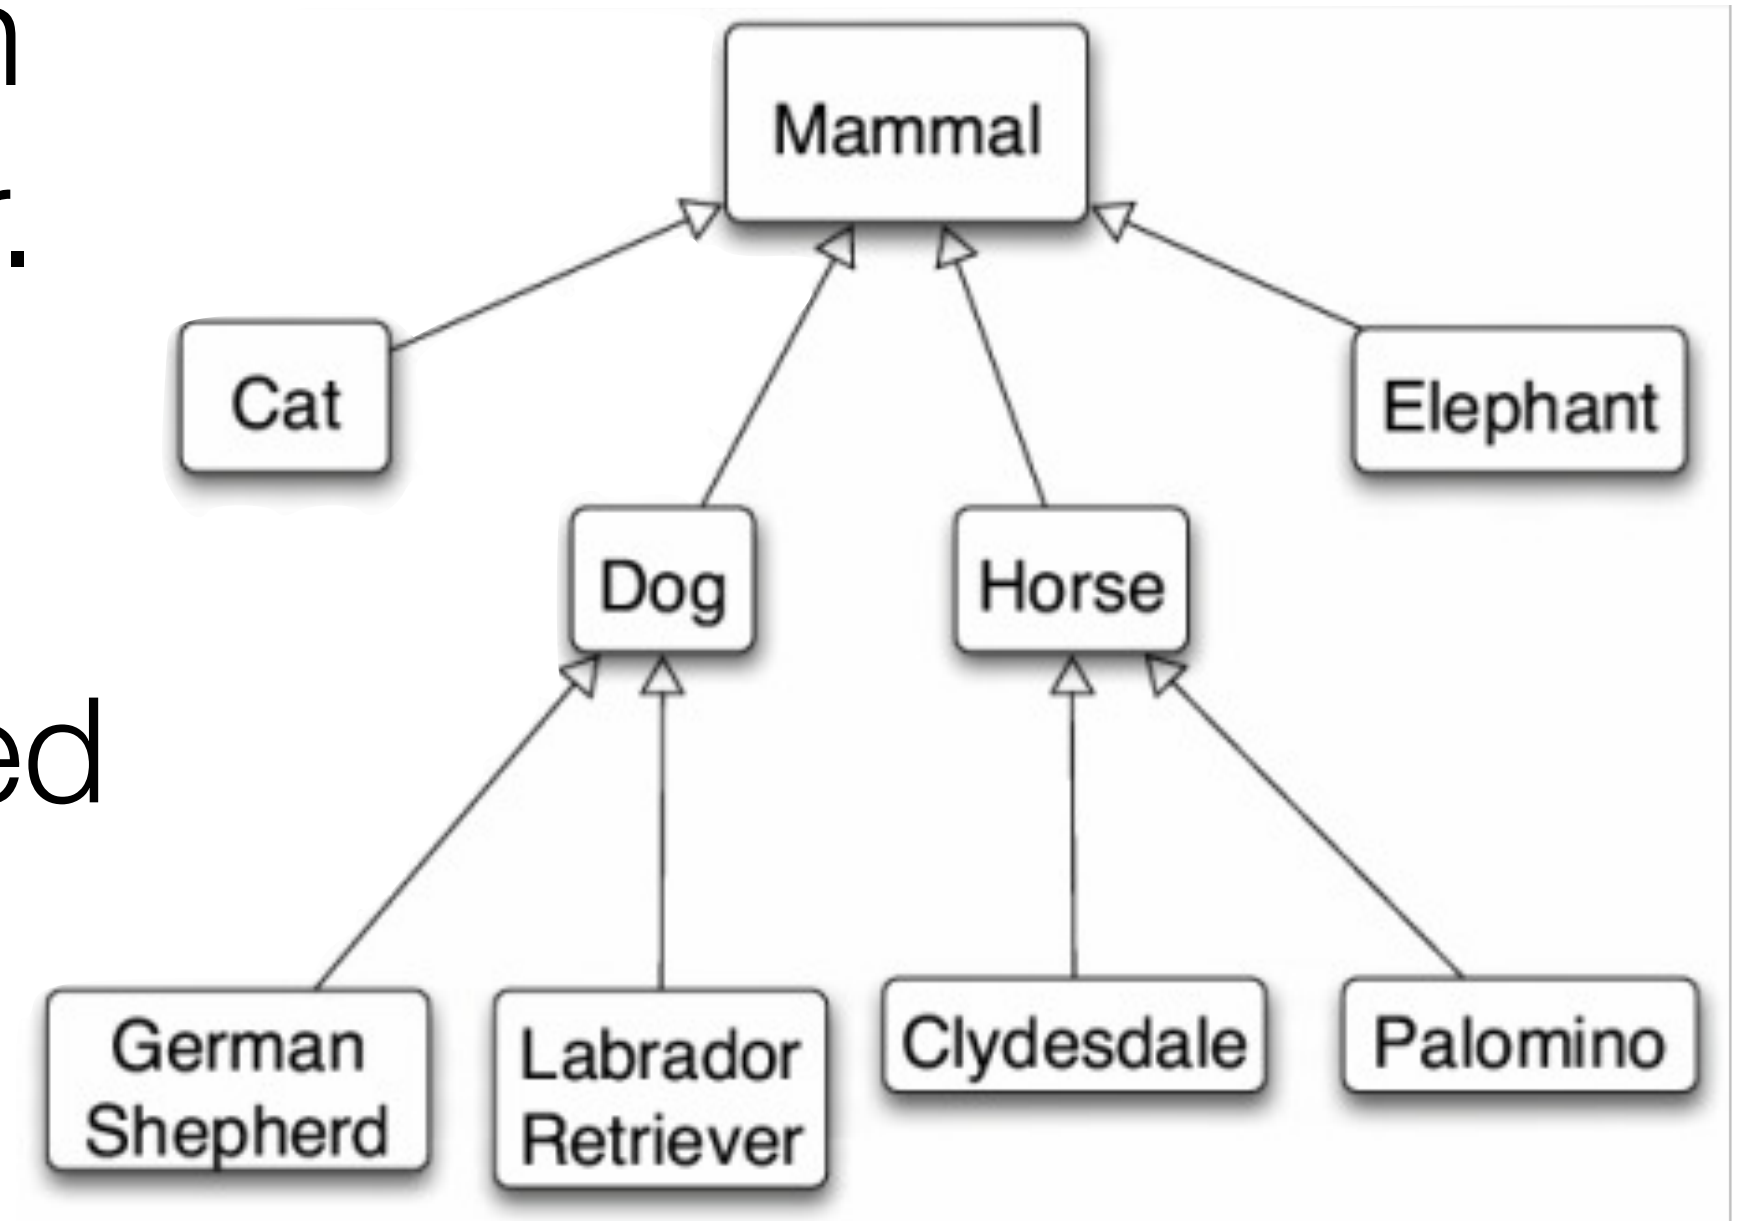 Mammal
Cat
Elephant
Dog
Horse
German
Shepherd
Labrador
Retriever
Clydesdale
Palomino